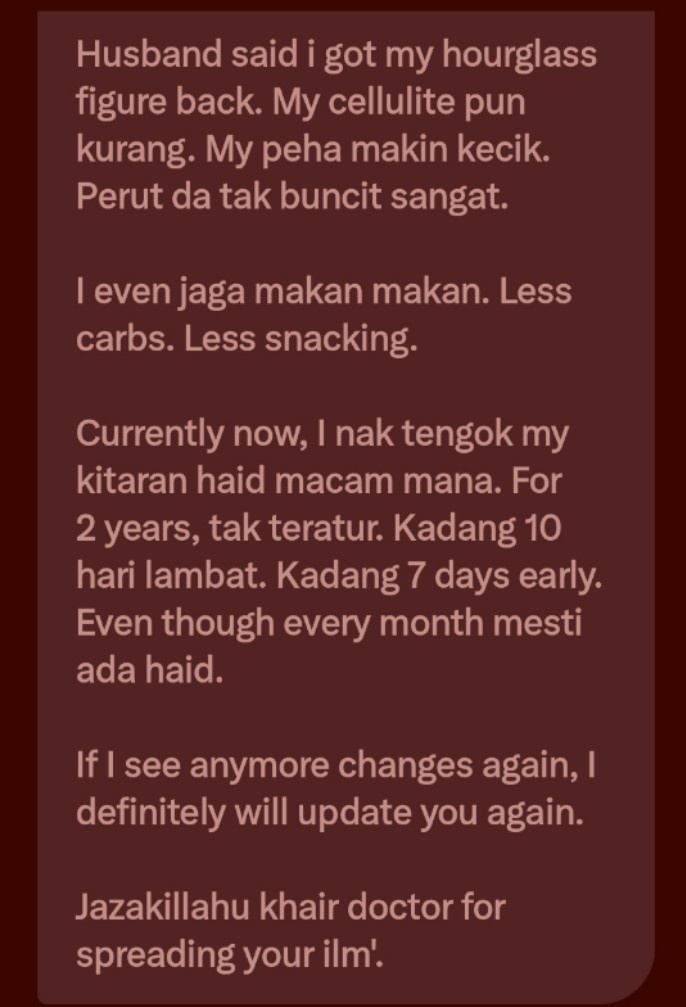 Husband said i got my hourglass
figure back. My cellulite pun
kurang. My peha makin kecik.
Perut da tak buncit sangat.
I even jaga makan makan. Less
carbs. Less snacking.
Currently now, I nak tengok my
kitaran haid macam mana. For
2 years, tak teratur. Kadang 10
hari lambat. Kadang 7 days early.
Even though every month mesti
ada haid.
If I see anymore changes again, I
definitely will update you again.
Jazakillahu khair doctor for
spreading your ilm'.